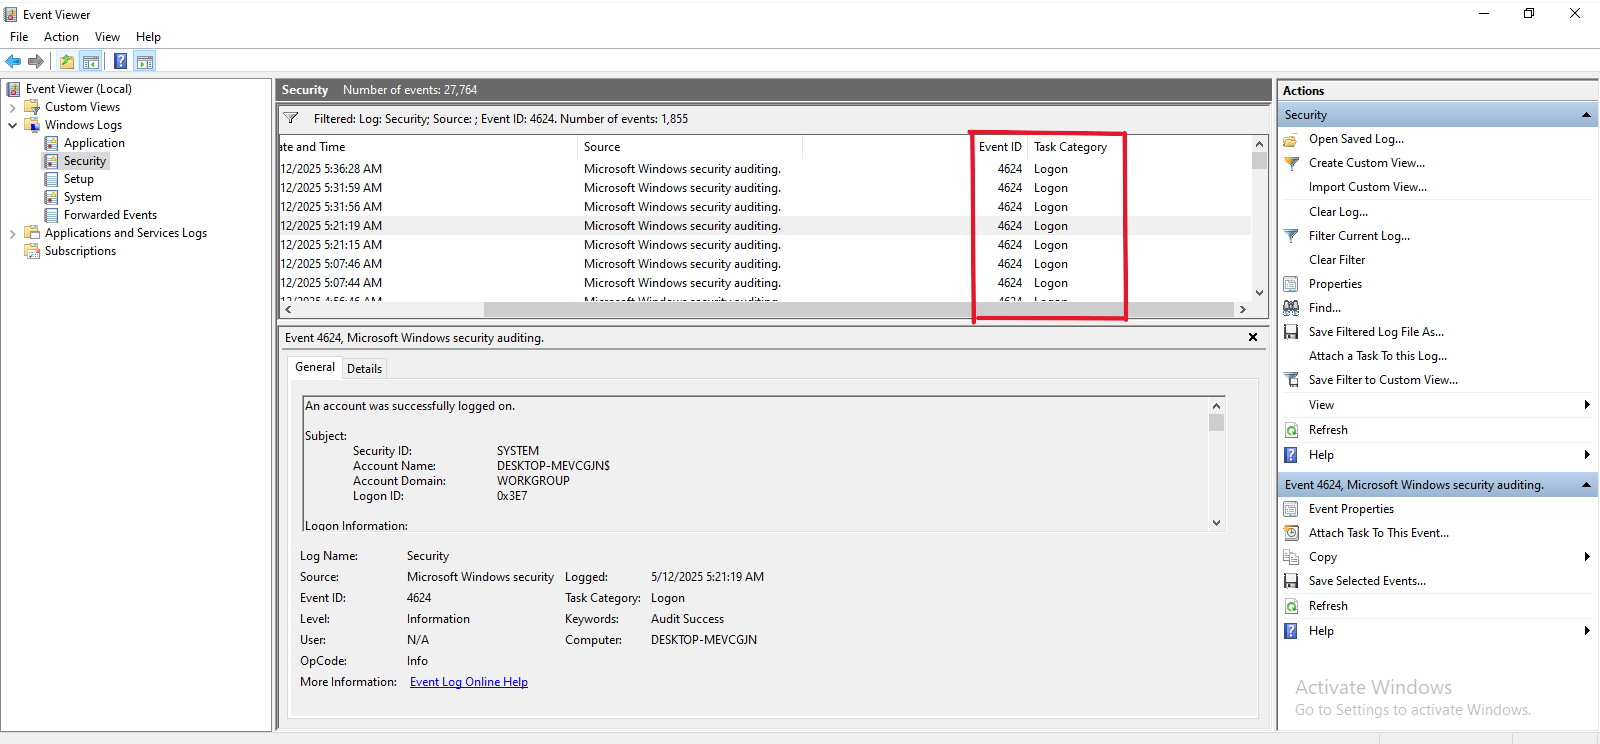 Event Viewer
File Action View Help
Event Viewer (Local)
Custom Views
Windows Logs
Application
Security
Setup
System
Forwarded Events
Applications and Services Logs
Subscriptions
Security Number of events: 27,764
Filtered: Log: Security; Source: ; Event ID: 4624. Number of events: 1,855
ate and Time Source Event ID Task Category
12/2025 5:36:28 AM Microsoft Windows security auditing. 4624 Logon
12/2025 5:31:59 AM Microsoft Windows security auditing. 4624 Logon
12/2025 5:31:56 AM Microsoft Windows security auditing. 4624 Logon
12/2025 5:21:19 AM Microsoft Windows security auditing. 4624 Logon
12/2025 5:21:15 AM Microsoft Windows security auditing. 4624 Logon
12/2025 5:07:46 AM Microsoft Windows security auditing. 4624 Logon
12/2025 5:07:44 AM Microsoft Windows security auditing. 4624 Logon
12/2025 4:56:46 AM Microsoft Windows security auditing. 4624 Logon
Event 4624, Microsoft Windows security auditing.
General Details
An account was successfully logged on.
Subject:
Security ID: SYSTEM
Account Name: DESKTOP-MEVCGJN$
Account Domain: WORKGROUP
Logon ID: 0x3E7
Logon Information:
Log Name: Security
Source: Microsoft Windows security Logged: 5/12/2025 5:21:19 AM
Event ID: 4624 Task Category: Logon
Level: Information Keywords: Audit Success
User: N/A Computer: DESKTOP-MEVCGJN
OpCode: Info
More Information: Event Log Online Help
Actions
Security
Open Saved Log...
Create Custom View...
Import Custom View...
Clear Log...
Filter Current Log...
Clear Filter
Properties
Find...
Save Filtered Log File As...
Attach a Task To this Log...
Save Filter to Custom View...
View
Refresh
Help
Event 4624, Microsoft Windows security auditing.
Event Properties
Attach Task To This Event...
Copy
Save Selected Events...
Refresh
Help
Activate Windows
Go to Settings to activate Windows.